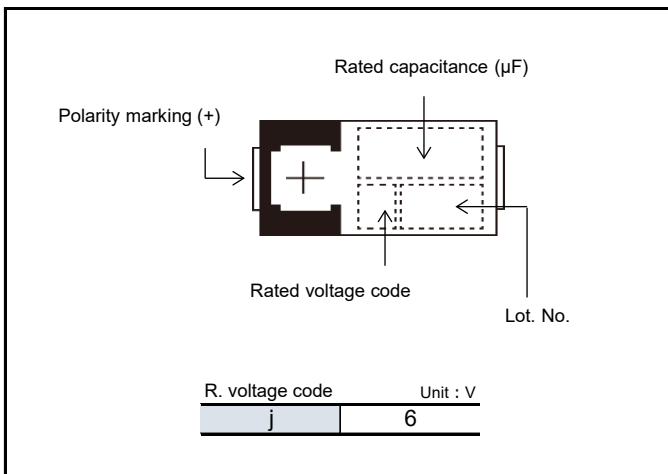 Rated capacitance (µF)
Polarity marking (+)
+
Rated voltage code
Lot. No.
R. voltage code Unit : V
j 6